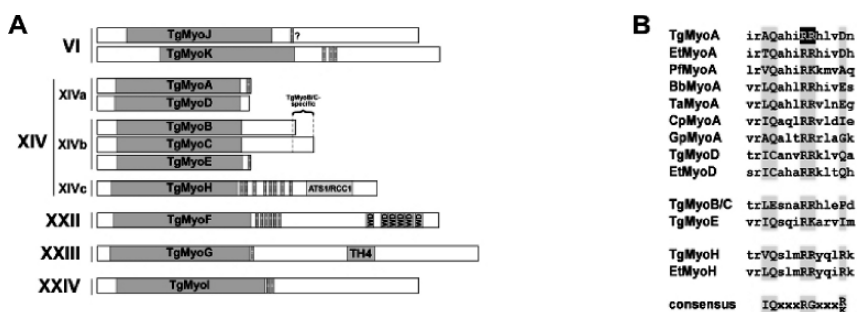 A
VI
TgMyoJ
?
TgMyoK
XIV
XIVa
TgMyoA
TgMyoD
TgMyoB/C-
specific
XIVb
TgMyoB
TgMyoC
TgMyoE
XIVc
TgMyoH
ATS1/RCC1
XXII
TgMyoF
XXIII
TgMyoG
TH4
XXIV
TgMyoI
B
TgMyoA irAQahiRRhlvDn
EtMyoA irTQahiRRhivDh
PfMyoA lrVQahiRKkmvAq
BbMyoA vrLQahlRRhivEs
TaMyoA vrLQahlRRvlnEg
CpMyoA vrIQaqlRRvldIe
GpMyoA vrAQaltRRrlaGk
TgMyoD trICanvRRklvQa
EtMyoD srICahaRRkltQh
TgMyoB/C trLEsnaRRhlePd
TgMyoE vrIQsqiRKarvIm
TgMyoH trVQslmRRyqlRk
EtMyoH vrLQslmRRyqiRk
consensus IQxxxRGxxxR
K